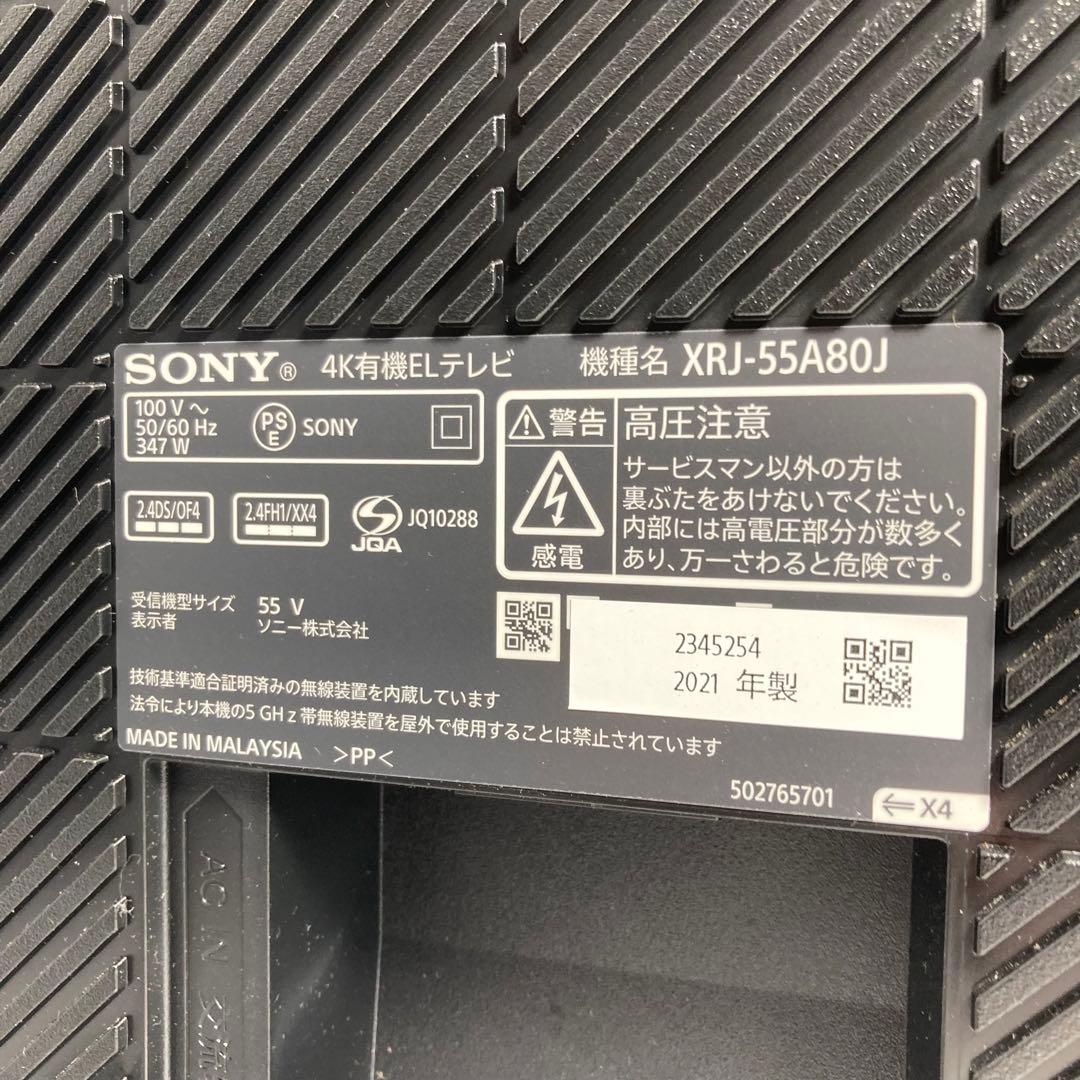 SONY® 4K有機ELテレビ 機種名 XRJ-55A80J
100 V ～
50/60 Hz
347 W
PS
E
SONY
2.4DS/OF4
2.4FH1/XX4
JQA
JQ10288
警告
感電
高圧注意
サービスマン以外の方は
裏ぶたをあけないでください。
内部には高電圧部分が数多く
あり、万一さわると危険です。
受信機型サイズ 55 V
表示者 ソニー株式会社
2345254
2021 年製
技術基準適合証明済みの無線装置を内蔵しています
法令により本機の5 GHz 帯無線装置を屋外で使用することは禁止されています
MADE IN MALAYSIA >PP<
502765701
⇐ X4
AC IN 交流